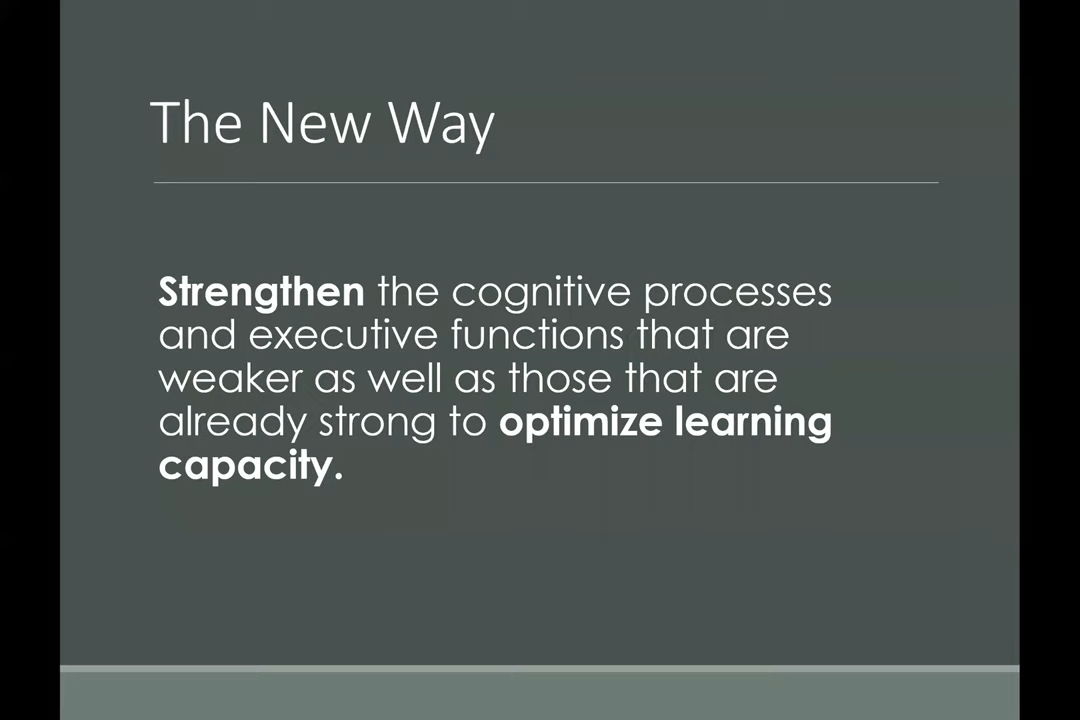 The New Way
Strengthen the cognitive processes
and executive functions that are
weaker as well as those that are
already strong to optimize learning
capacity.